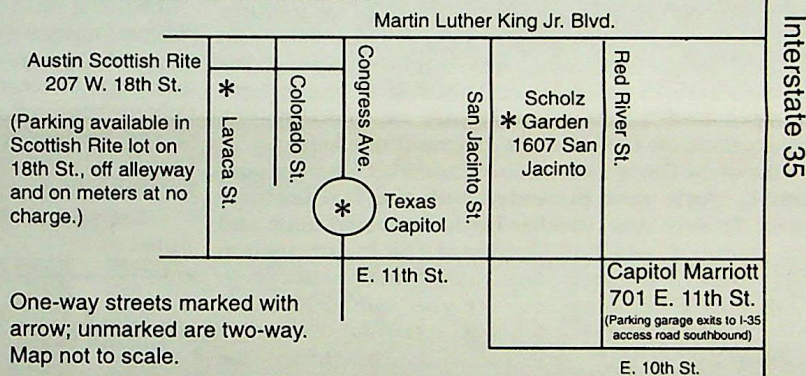 Martin Luther King Jr. Blvd.
Interstate 35
Austin Scottish Rite
207 W. 18th St.
(Parking available in
Scottish Rite lot on
18th St., off alleyway
and on meters at no
charge.)
*
Lavaca St.
Colorado St.
Congress Ave.
*
Texas
Capitol
San Jacinto St.
Scholz
* Garden
1607 San
Jacinto
Red River St.
E. 11th St.
Capitol Marriott
701 E. 11th St.
(Parking garage exits to I-35
access road southbound)
E. 10th St.
One-way streets marked with
arrow; unmarked are two-way.
Map not to scale.